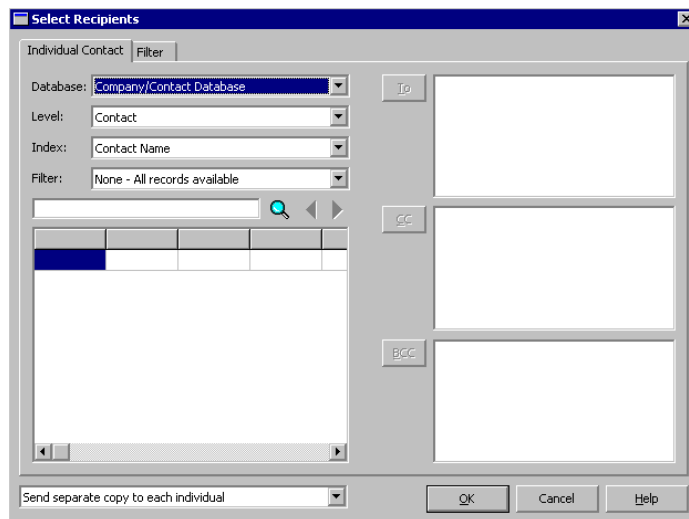 Select Recipients
Individual Contact
Filter
Database:
Company/Contact Database
Level:
Contact
Index:
Contact Name
Filter:
None - All records available
To
CC
BCC
Send separate copy to each individual
OK
Cancel
Help